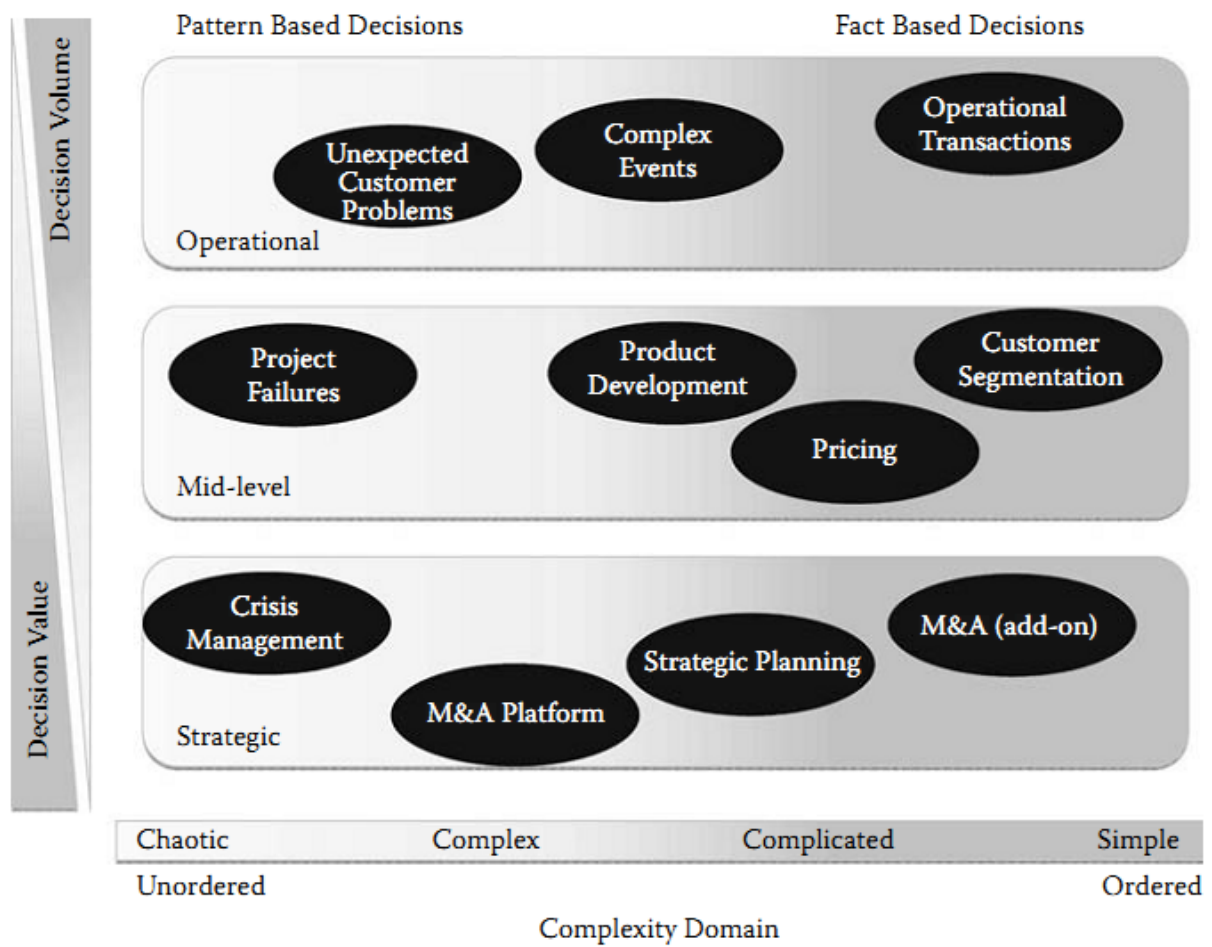 Pattern Based Decisions
Fact Based Decisions
Decision Volume
Decision Value
Unexpected
Customer
Problems
Complex
Events
Operational
Transactions
Operational
Project
Failures
Product
Development
Customer
Segmentation
Pricing
Mid-level
Crisis
Management
M&A Platform
Strategic Planning
M&A (add-on)
Strategic
Chaotic
Complex
Complicated
Simple
Unordered
Ordered
Complexity Domain